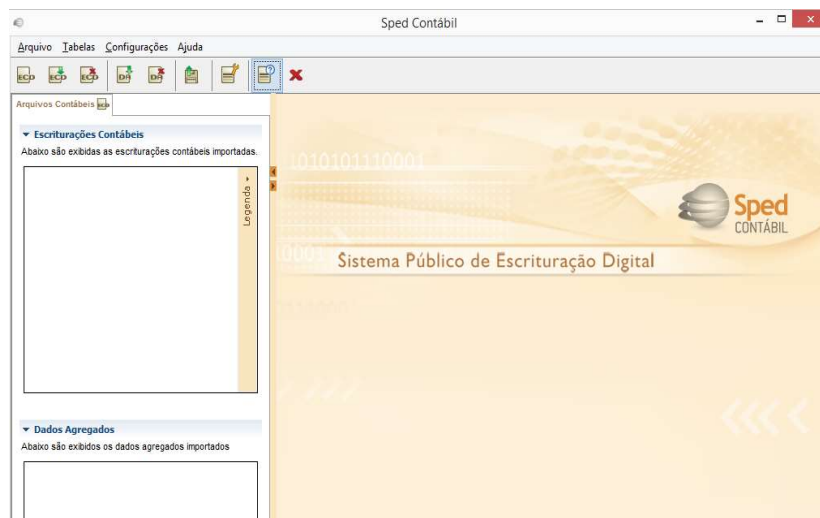 Sped Contábil
Arquivo Tabelas Configurações Ajuda
ECD ECD ECD DA DA
Arquivos Contábeis
Escriturações Contábeis
Abaixo são exibidas as escriturações contábeis importadas.
Legenda
Dados Agregados
Abaixo são exibidos os dados agregados importados
1010101110001
Sped
CONTÁBIL
10001
Sistema Público de Escrituração Digital